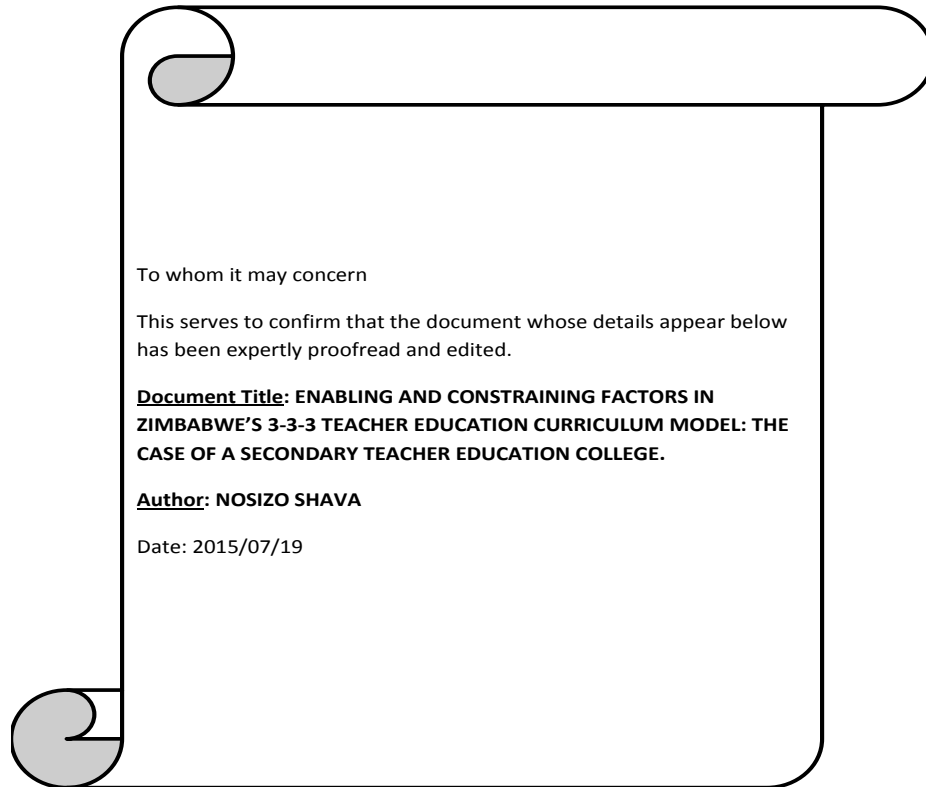 To whom it may concern
This serves to confirm that the document whose details appear below
has been expertly proofread and edited.
Document Title: ENABLING AND CONSTRAINING FACTORS IN
ZIMBABWE’S 3-3-3 TEACHER EDUCATION CURRICULUM MODEL: THE
CASE OF A SECONDARY TEACHER EDUCATION COLLEGE.
Author: NOSIZO SHAVA
Date: 2015/07/19